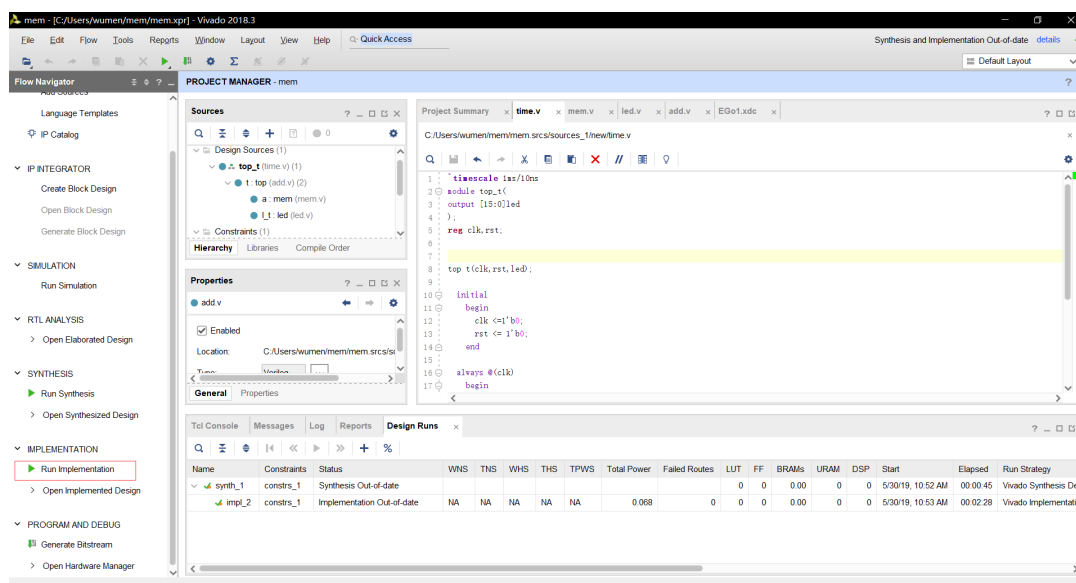 mem - [C:/Users/wumen/mem/mem.xpr] - Vivado 2018.3
File Edit Flow Tools Reports Window Layout View Help Quick Access
Synthesis and Implementation Out-of-date details
Default Layout
Flow Navigator
PROJECT MANAGER - mem
Add Sources
Language Templates
IP Catalog
IP INTEGRATOR
Create Block Design
Open Block Design
Generate Block Design
SIMULATION
Run Simulation
RTL ANALYSIS
Open Elaborated Design
SYNTHESIS
Run Synthesis
Open Synthesized Design
IMPLEMENTATION
Run Implementation
Open Implemented Design
PROGRAM AND DEBUG
Generate Bitstream
Open Hardware Manager
Sources
0
Design Sources (1)
top_t (time.v) (1)
t : top (add.v) (2)
a : mem (mem.v)
l_t : led (led.v)
Constraints (1)
Hierarchy Libraries Compile Order
Properties
add.v
Enabled
Location: C:/Users/wumen/mem/mem.srcs/so
Type: Verilog
General Properties
Project Summary time.v mem.v led.v add.v EGo1.xdc
C:/Users/wumen/mem/mem.srcs/sources_1/new/time.v
1 `timescale 1ms/10ns
2 module top_t(
3 output [15:0]led
4 );
5 reg clk,rst;
6
7
8 top t(clk,rst,led);
9
10 initial
11 begin
12 clk <=1'b0;
13 rst <= 1'b0;
14 end
15
16 always @(clk)
17 begin
Tcl Console Messages Log Reports Design Runs
Name Constraints Status WNS TNS WHS THS TPWS Total Power Failed Routes LUT FF BRAMs URAM DSP Start Elapsed Run Strategy
synth_1 constrs_1 Synthesis Out-of-date 0 0 0.00 0 0 5/30/19, 10:52 AM 00:00:45 Vivado Synthesis De
impl_2 constrs_1 Implementation Out-of-date NA NA NA NA NA 0.068 0 0 0 0.00 0 0 5/30/19, 10:53 AM 00:02:28 Vivado Implementati